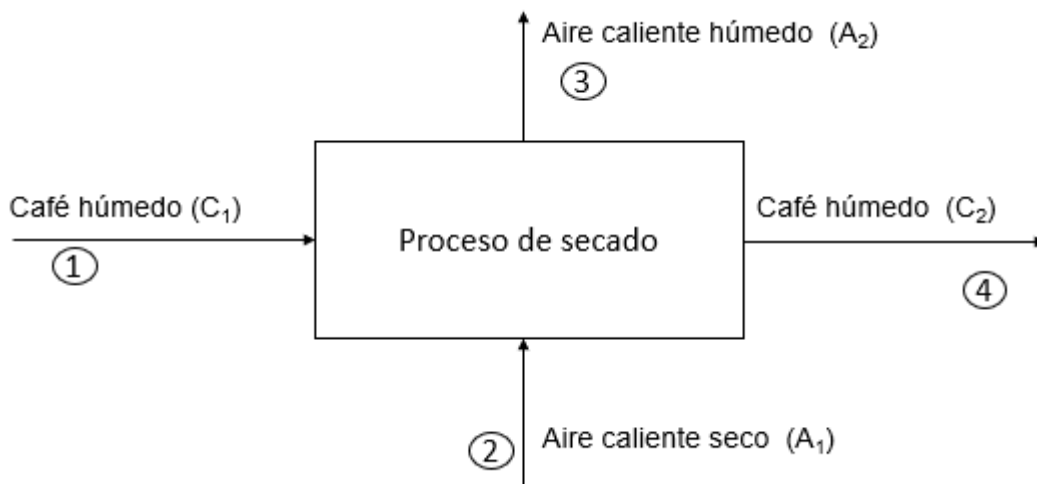 Aire caliente húmedo (A₂)
3
Café húmedo (C₁)
1
Proceso de secado
Café húmedo (C₂)
4
2
Aire caliente seco (A₁)